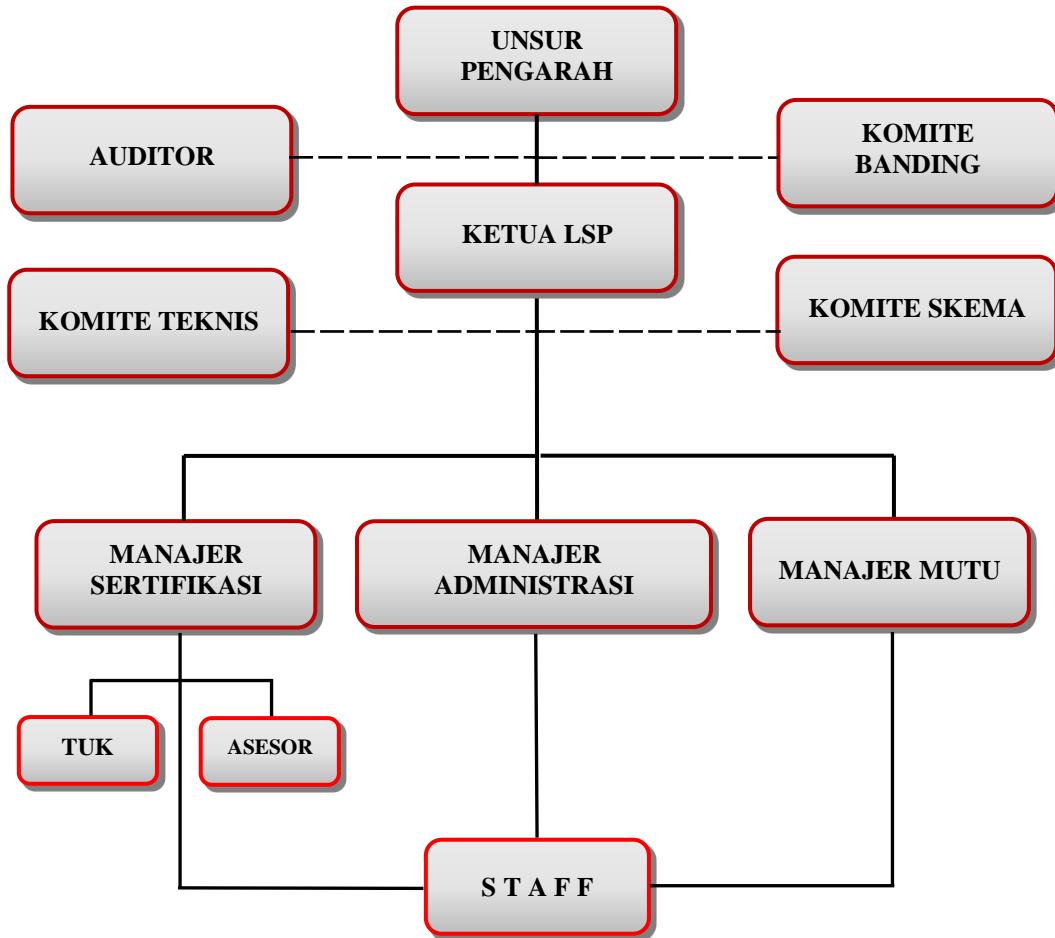 UNSUR
PENGARAH
AUDITOR
KOMITE
BANDING
KETUA LSP
KOMITE TEKNIS
KOMITE SKEMA
MANAJER
SERTIFIKASI
MANAJER
ADMINISTRASI
MANAJER MUTU
TUK
ASESOR
S T A F F